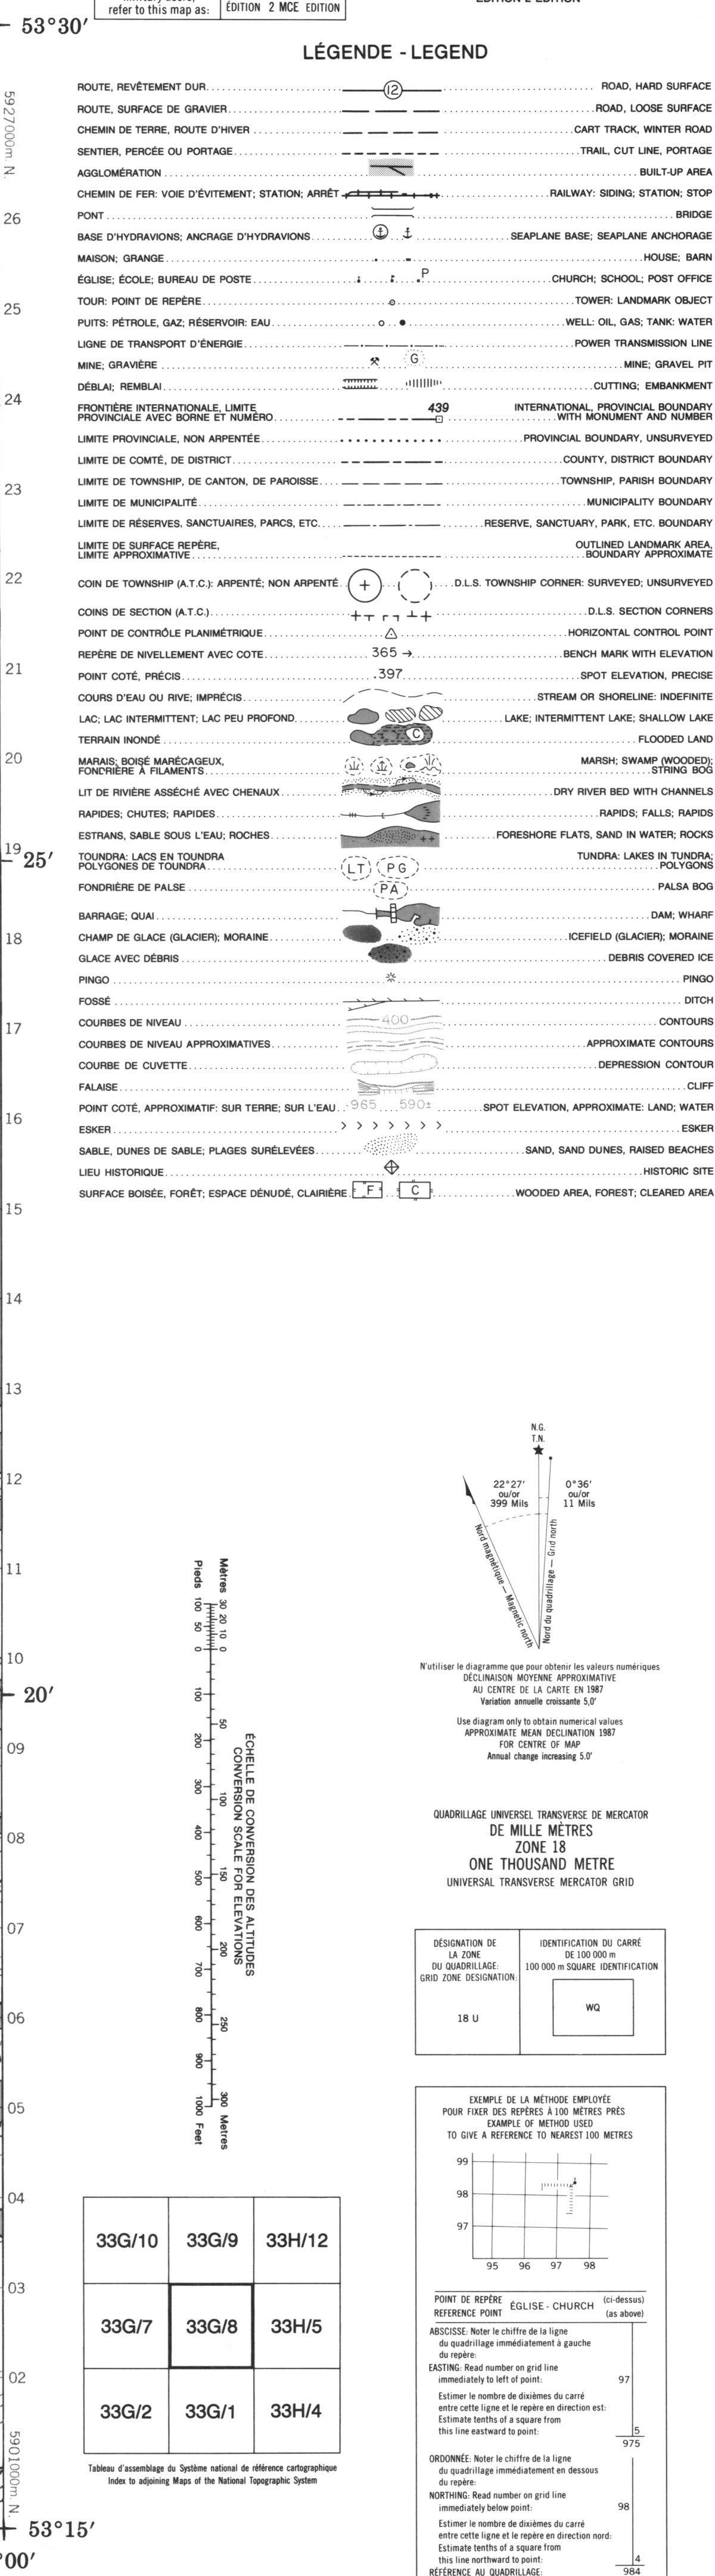 refer to this map as:
ÉDITION 2 MCE EDITION
53°30′
LÉGENDE - LEGEND
ROUTE, REVÊTEMENT DUR 12 ROAD, HARD SURFACE
ROUTE, SURFACE DE GRAVIER ROAD, LOOSE SURFACE
CHEMIN DE TERRE, ROUTE D'HIVER CART TRACK, WINTER ROAD
SENTIER, PERCÉE OU PORTAGE TRAIL, CUT LINE, PORTAGE
AGGLOMÉRATION BUILT-UP AREA
CHEMIN DE FER: VOIE D'ÉVITEMENT; STATION; ARRÊT RAILWAY: SIDING; STATION; STOP
PONT BRIDGE
BASE D'HYDRAVIONS; ANCRAGE D'HYDRAVIONS SEAPLANE BASE; SEAPLANE ANCHORAGE
MAISON; GRANGE HOUSE; BARN
ÉGLISE; ÉCOLE; BUREAU DE POSTE P CHURCH; SCHOOL; POST OFFICE
TOUR: POINT DE REPÈRE TOWER: LANDMARK OBJECT
PUITS: PÉTROLE, GAZ; RÉSERVOIR: EAU WELL: OIL, GAS; TANK: WATER
LIGNE DE TRANSPORT D'ÉNERGIE POWER TRANSMISSION LINE
MINE; GRAVIÈRE G MINE; GRAVEL PIT
DÉBLAI; REMBLAI CUTTING; EMBANKMENT
FRONTIÈRE INTERNATIONALE, LIMITE 439 INTERNATIONAL, PROVINCIAL BOUNDARY
PROVINCIALE AVEC BORNE ET NUMÉRO WITH MONUMENT AND NUMBER
LIMITE PROVINCIALE, NON ARPENTÉE PROVINCIAL BOUNDARY, UNSURVEYED
LIMITE DE COMTÉ, DE DISTRICT COUNTY, DISTRICT BOUNDARY
LIMITE DE TOWNSHIP, DE CANTON, DE PAROISSE TOWNSHIP, PARISH BOUNDARY
LIMITE DE MUNICIPALITÉ MUNICIPALITY BOUNDARY
LIMITE DE RÉSERVES, SANCTUAIRES, PARCS, ETC. RESERVE, SANCTUARY, PARK, ETC. BOUNDARY
LIMITE DE SURFACE REPÈRE, OUTLINED LANDMARK AREA,
LIMITE APPROXIMATIVE BOUNDARY APPROXIMATE
COIN DE TOWNSHIP (A.T.C.): ARPENTÉ; NON ARPENTÉ D.L.S. TOWNSHIP CORNER: SURVEYED; UNSURVEYED
COINS DE SECTION (A.T.C.) D.L.S. SECTION CORNERS
POINT DE CONTRÔLE PLANIMÉTRIQUE HORIZONTAL CONTROL POINT
REPÈRE DE NIVELLEMENT AVEC COTE 365 → BENCH MARK WITH ELEVATION
POINT COTÉ, PRÉCIS .397 SPOT ELEVATION, PRECISE
COURS D'EAU OU RIVE; IMPRÉCIS STREAM OR SHORELINE: INDEFINITE
LAC; LAC INTERMITTENT; LAC PEU PROFOND LAKE; INTERMITTENT LAKE; SHALLOW LAKE
TERRAIN INONDÉ C FLOODED LAND
MARAIS; BOISÉ MARÉCAGEUX, MARSH; SWAMP (WOODED);
FONDRIÈRE À FILAMENTS STRING BOG
LIT DE RIVIÈRE ASSÉCHÉ AVEC CHENAUX DRY RIVER BED WITH CHANNELS
RAPIDES; CHUTES; RAPIDES RAPIDS; FALLS; RAPIDS
ESTRANS, SABLE SOUS L'EAU; ROCHES FORESHORE FLATS, SAND IN WATER; ROCKS
TOUNDRA: LACS EN TOUNDRA TUNDRA: LAKES IN TUNDRA;
POLYGONES DE TOUNDRA LT PG POLYGONS
FONDRIÈRE DE PALSE PA PALSA BOG
BARRAGE; QUAI DAM; WHARF
CHAMP DE GLACE (GLACIER); MORAINE ICEFIELD (GLACIER); MORAINE
GLACE AVEC DÉBRIS DEBRIS COVERED ICE
PINGO PINGO
FOSSÉ DITCH
COURBES DE NIVEAU 400 CONTOURS
COURBES DE NIVEAU APPROXIMATIVES APPROXIMATE CONTOURS
COURBE DE CUVETTE DEPRESSION CONTOUR
FALAISE CLIFF
POINT COTÉ, APPROXIMATIF: SUR TERRE; SUR L'EAU ·965 590± SPOT ELEVATION, APPROXIMATE: LAND; WATER
ESKER ESKER
SABLE, DUNES DE SABLE; PLAGES SURÉLEVÉES SAND, SAND DUNES, RAISED BEACHES
LIEU HISTORIQUE HISTORIC SITE
SURFACE BOISÉE, FORÊT; ESPACE DÉNUDÉ, CLAIRIÈRE F C WOODED AREA, FOREST; CLEARED AREA
5927000m. N.
26
25
24
23
22
21
20
19
25′
18
17
16
15
14
13
12
11
10
20′
09
08
07
06
05
04
03
02
5901000m. N.
53°15′
°00′
N.G.
T.N.
22°27′
ou/or
399 Mils
0°36′
ou/or
11 Mils
Nord magnétique — Magnetic north
Nord du quadrillage — Grid north
N'utiliser le diagramme que pour obtenir les valeurs numériques
DÉCLINAISON MOYENNE APPROXIMATIVE
AU CENTRE DE LA CARTE EN 1987
Variation annuelle croissante 5,0′
Use diagram only to obtain numerical values
APPROXIMATE MEAN DECLINATION 1987
FOR CENTRE OF MAP
Annual change increasing 5.0′
Mètres 30 20 10 0 50 100 150 200 250 300 Metres
Pieds 100 50 0 100 200 300 400 500 600 700 800 900 1000 Feet
ÉCHELLE DE CONVERSION DES ALTITUDES
CONVERSION SCALE FOR ELEVATIONS
QUADRILLAGE UNIVERSEL TRANSVERSE DE MERCATOR
DE MILLE MÈTRES
ZONE 18
ONE THOUSAND METRE
UNIVERSAL TRANSVERSE MERCATOR GRID
DÉSIGNATION DE
LA ZONE
DU QUADRILLAGE:
GRID ZONE DESIGNATION:
18 U
IDENTIFICATION DU CARRÉ
DE 100 000 m
100 000 m SQUARE IDENTIFICATION
WQ
33G/10 33G/9 33H/12
33G/7 33G/8 33H/5
33G/2 33G/1 33H/4
Tableau d'assemblage du Système national de référence cartographique
Index to adjoining Maps of the National Topographic System
EXEMPLE DE LA MÉTHODE EMPLOYÉE
POUR FIXER DES REPÈRES À 100 MÈTRES PRÈS
EXAMPLE OF METHOD USED
TO GIVE A REFERENCE TO NEAREST 100 METRES
99
98
97
95 96 97 98
POINT DE REPÈRE ÉGLISE - CHURCH (ci-dessus)
REFERENCE POINT (as above)
ABSCISSE: Noter le chiffre de la ligne
du quadrillage immédiatement à gauche
du repère:
EASTING: Read number on grid line
immediately to left of point: 97
Estimer le nombre de dixièmes du carré
entre cette ligne et le repère en direction est:
Estimate tenths of a square from
this line eastward to point: 5
975
ORDONNÉE: Noter le chiffre de la ligne
du quadrillage immédiatement en dessous
du repère:
NORTHING: Read number on grid line
immediately below point: 98
Estimer le nombre de dixièmes du carré
entre cette ligne et le repère en direction nord:
Estimate tenths of a square from
this line northward to point: 4
RÉFÉRENCE AU QUADRILLAGE: 984